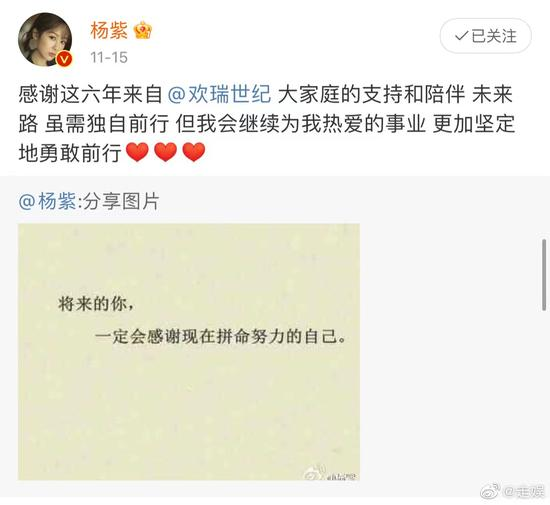 杨紫
11-15
已关注
感谢这六年来自@欢瑞世纪 大家庭的支持和陪伴 未来
路 虽需独自前行 但我会继续为我热爱的事业 更加坚定
地勇敢前行
@杨紫:分享图片
将来的你，
一定会感谢现在拼命努力的自己。
@走娱